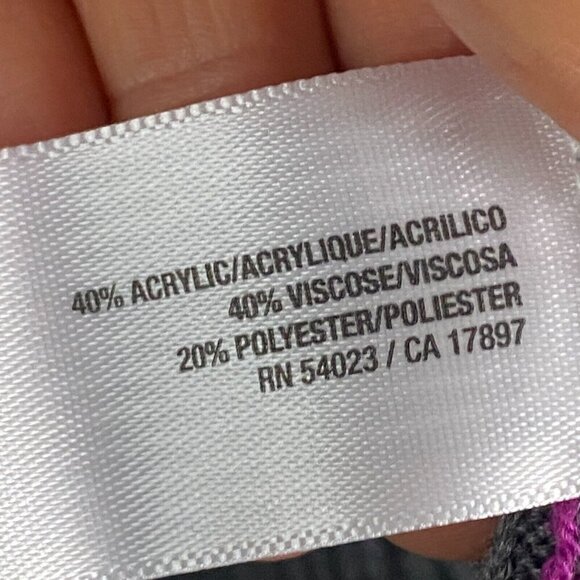 40% ACRYLIC/ACRYLIQUE/ACRILICO
40% VISCOSE/VISCOSA
20% POLYESTER/POLIESTER
RN 54023 / CA 17897